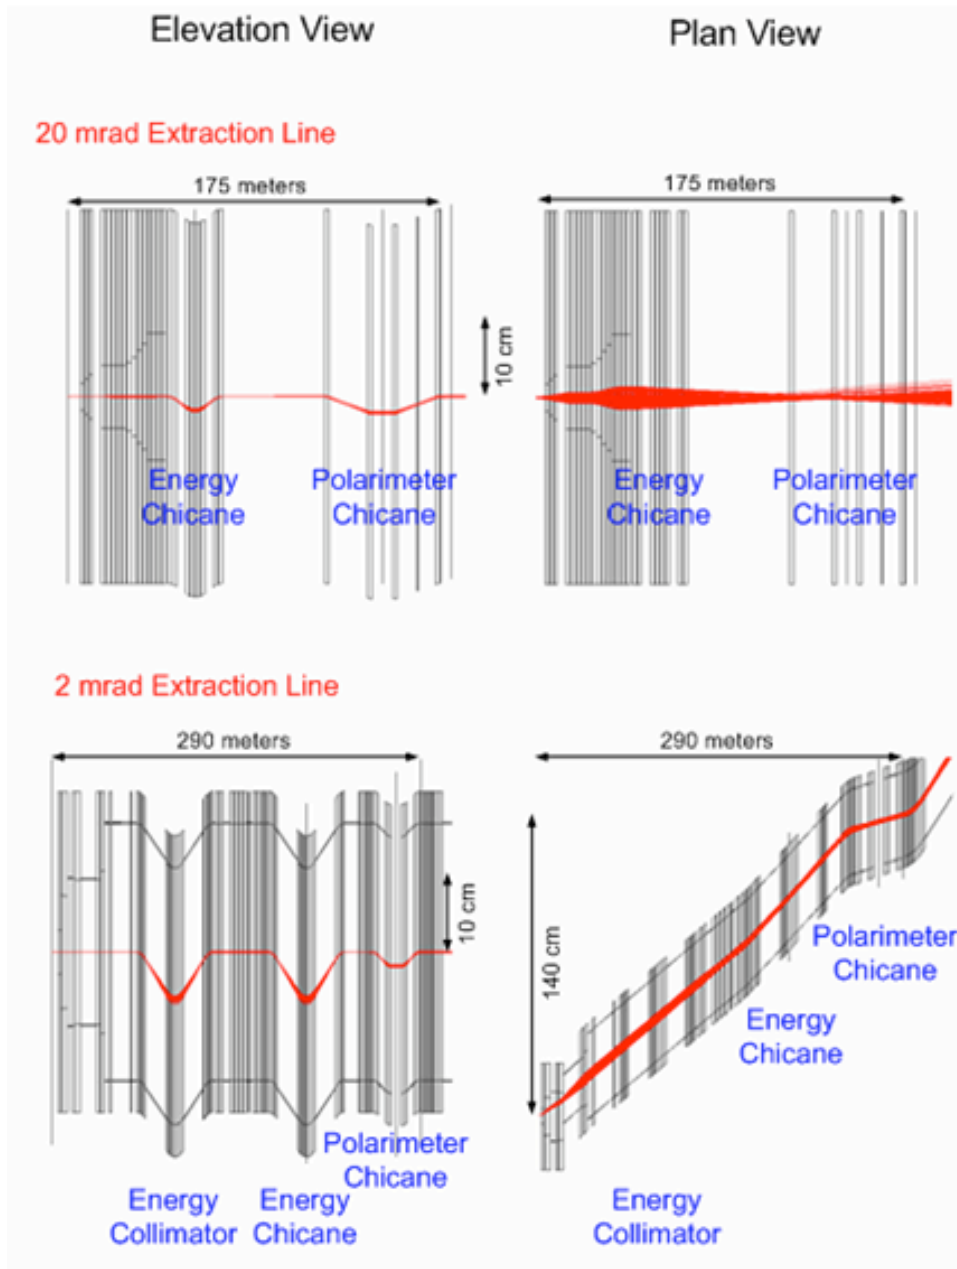 Elevation View
Plan View
20 mrad Extraction Line
175 meters
175 meters
10 cm
Energy
Chicane
Polarimeter
Chicane
Energy
Chicane
Polarimeter
Chicane
2 mrad Extraction Line
290 meters
290 meters
10 cm
140 cm
Polarimeter
Chicane
Energy
Collimator
Energy
Chicane
Polarimeter
Chicane
Energy
Chicane
Energy
Collimator